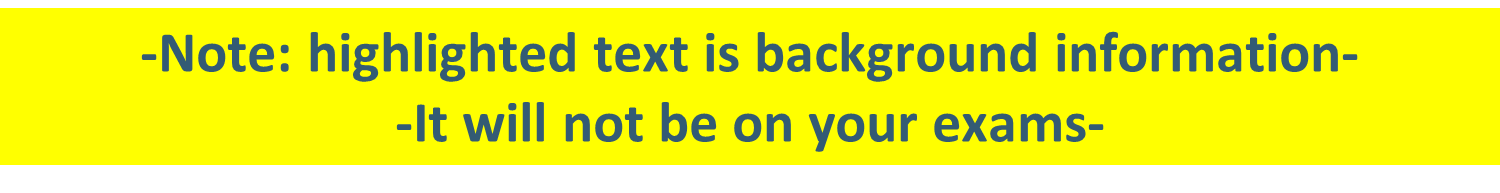 -Note: highlighted text is background information-
-It will not be on your exams-